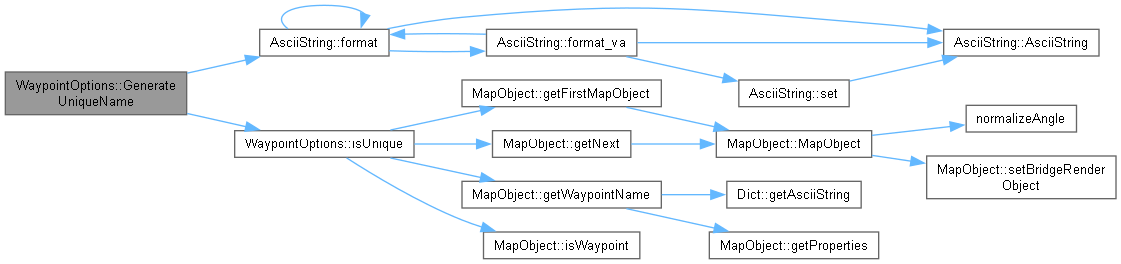 WaypointOptions::Generate
UniqueName
AsciiString::format
AsciiString::format_va
AsciiString::AsciiString
AsciiString::set
WaypointOptions::isUnique
MapObject::getFirstMapObject
MapObject::getNext
MapObject::MapObject
normalizeAngle
MapObject::setBridgeRender
Object
MapObject::getWaypointName
Dict::getAsciiString
MapObject::getProperties
MapObject::isWaypoint